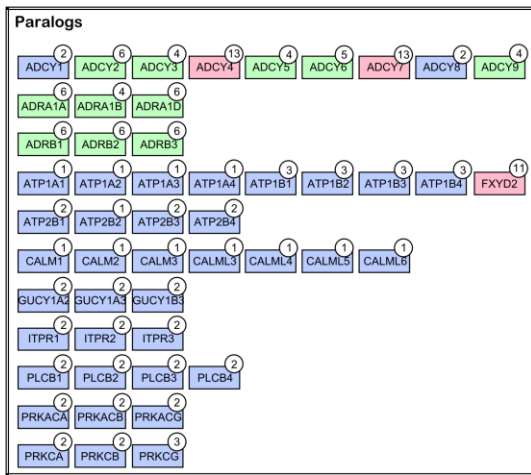 Paralogs
2 6 4 13 4 5 13 2 4
ADCY1 ADCY2 ADCY3 ADCY4 ADCY5 ADCY6 ADCY7 ADCY8 ADCY9
6 4 6
ADRA1A ADRA1B ADRA1D
6 6 6
ADRB1 ADRB2 ADRB3
1 1 1 1 3 3 3 3 11
ATP1A1 ATP1A2 ATP1A3 ATP1A4 ATP1B1 ATP1B2 ATP1B3 ATP1B4 FXYD2
2 1 2 2
ATP2B1 ATP2B2 ATP2B3 ATP2B4
1 1 1 1 1 1 1
CALM1 CALM2 CALM3 CALML3 CALML4 CALML5 CALML6
2 2 2
GUCY1A2 GUCY1A3 GUCY1B3
2 2 2
ITPR1 ITPR2 ITPR3
2 2 2 2
PLCB1 PLCB2 PLCB3 PLCB4
2 2 2
PRKACA PRKACB PRKACG
2 2 3
PRKCA PRKCB PRKCG